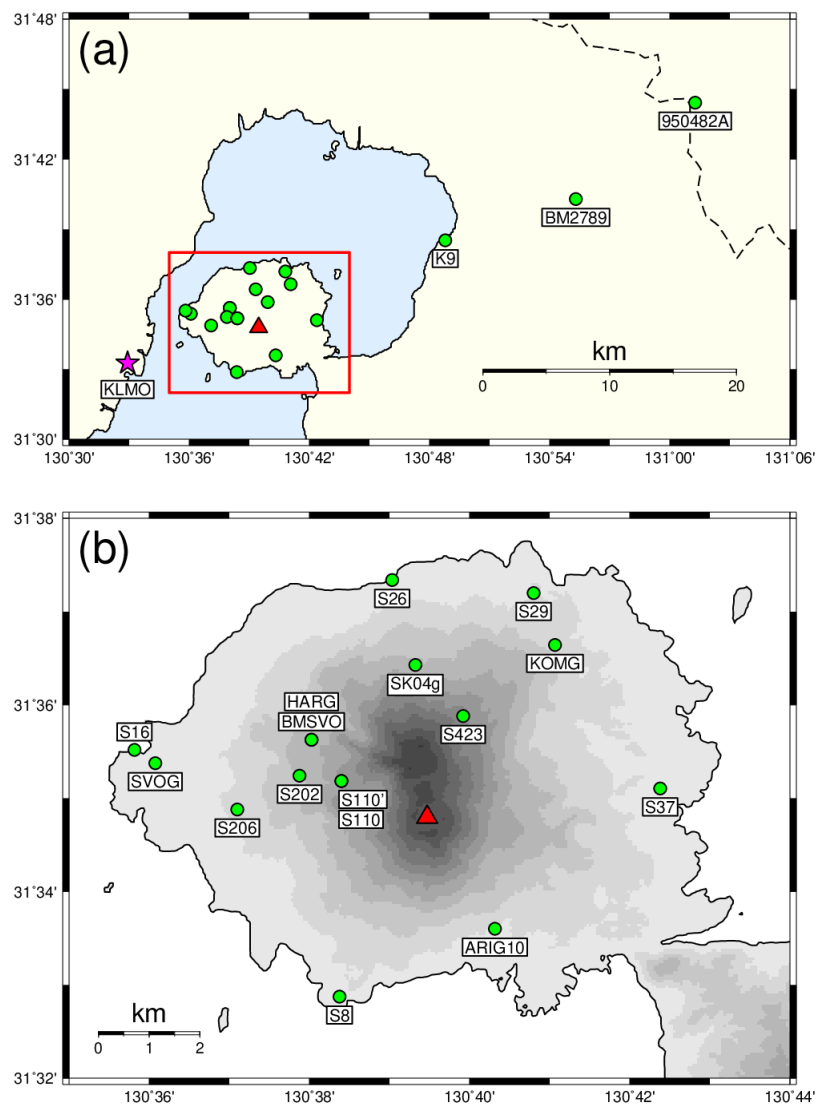 31˚48'
(a)
950482A
31˚42'
BM2789
K9
31˚36'
km
KLMO
0 10 20
31˚30'
130˚30' 130˚36' 130˚42' 130˚48' 130˚54' 131˚00' 131˚06'
31˚38'
(b)
S26
S29
KOMG
SK04g
31˚36'
HARG
BMSVO
S16
S423
SVOG
S202
S110'
S37
S206
S110
31˚34'
ARIG10
km
S8
0 1 2
31˚32'
130˚36' 130˚38' 130˚40' 130˚42' 130˚44'